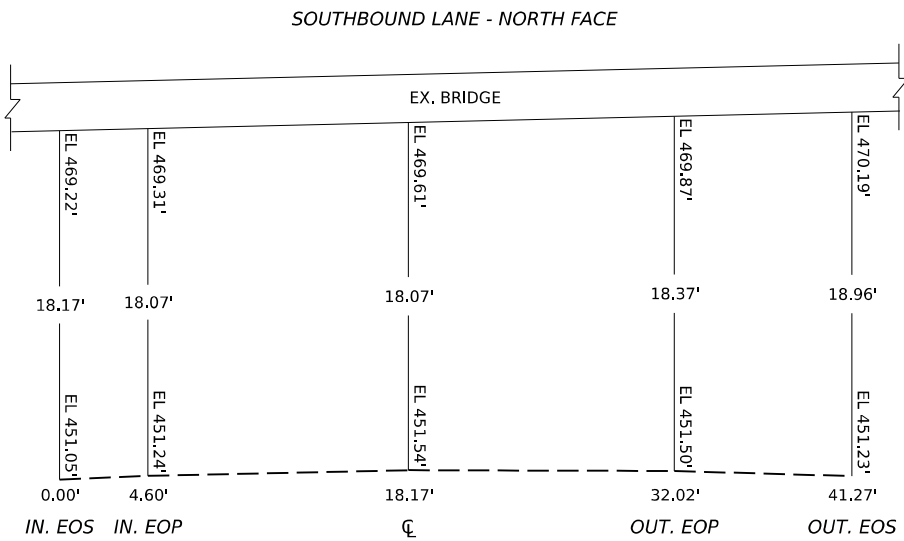 SOUTHBOUND LANE - NORTH FACE
EX. BRIDGE
EL 469.22'
EL 469.31'
EL 469.61'
EL 469.87'
EL 470.19'
18.17'
18.07'
18.07'
18.37'
18.96'
EL 451.05'
EL 451.24'
EL 451.54'
EL 451.50'
EL 451.23'
0.00'
4.60'
18.17'
32.02'
41.27'
IN. EOS
IN. EOP
℄
OUT. EOP
OUT. EOS